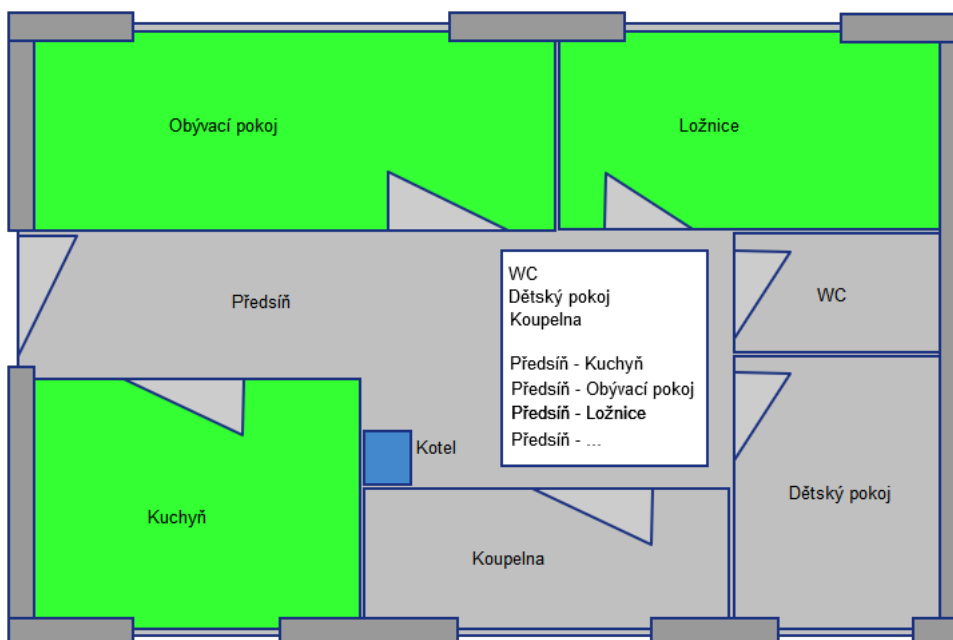 Obývací pokoj
Ložnice
Předsíň
WC
Dětský pokoj
Koupelna
Předsíň - Kuchyň
Předsíň - Obývací pokoj
Předsíň - Ložnice
Předsíň - ...
WC
Kotel
Kuchyň
Koupelna
Dětský pokoj